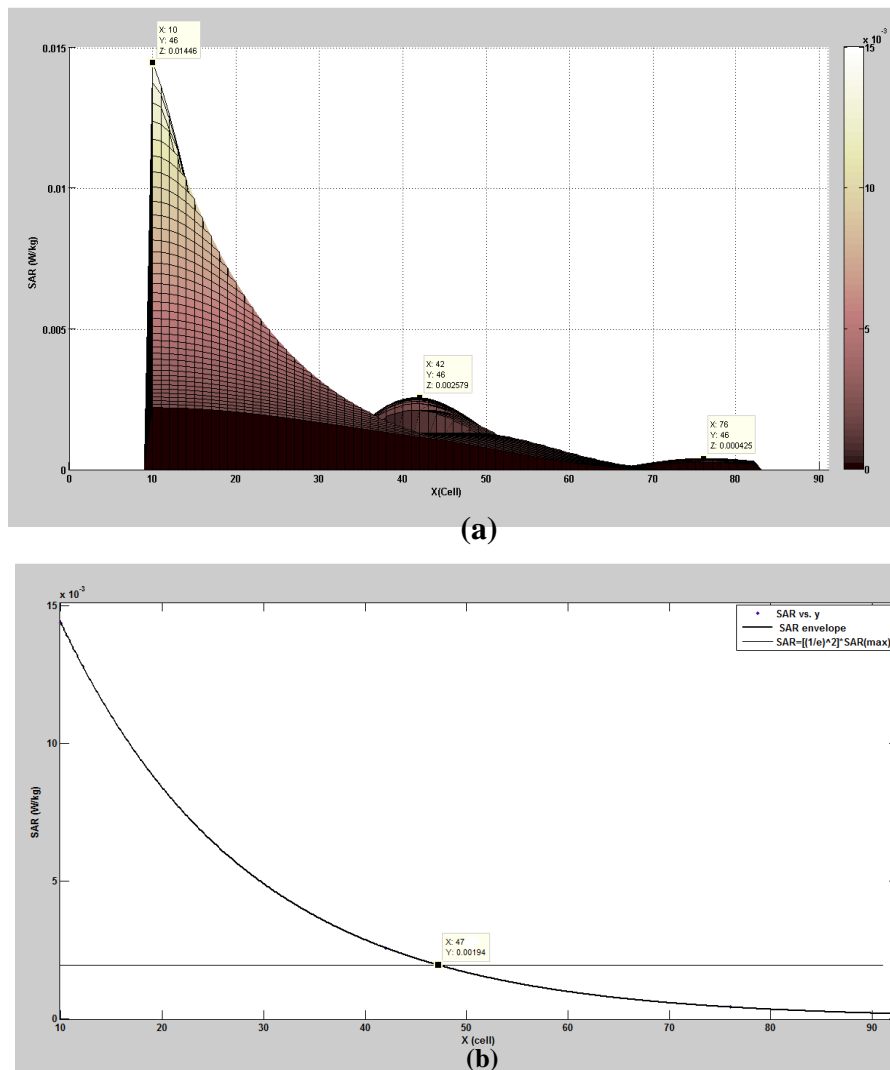 X: 10
Y: 46
Z: 0.01446
x 10⁻³
0.015
15
0.01
10
SAR (W/kg)
0.005
5
X: 42
Y: 46
Z: 0.002579
X: 76
Y: 46
Z: 0.000425
0
0
0 10 20 30 40 50 60 70 80 90
X(Cell)
(a)
x 10⁻³
15
SAR vs. y
SAR envelope
SAR=[(1/e)^2]*SAR(max)
10
SAR (W/kg)
5
X: 47
Y: 0.00194
0
10 20 30 40 50 60 70 80 90
X (cell)
(b)